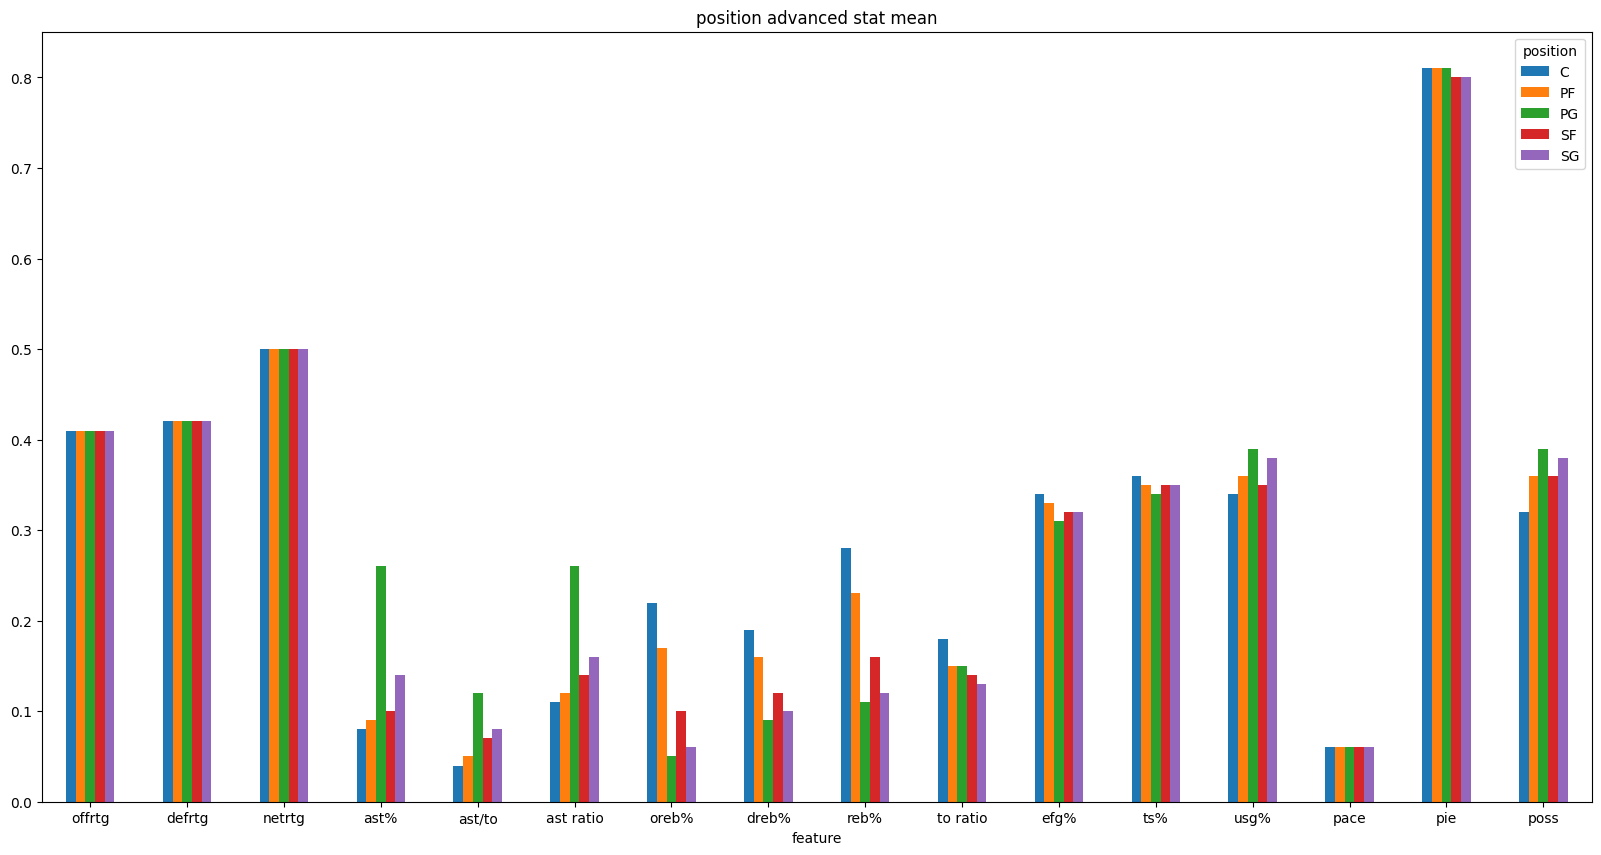 position advanced stat mean
position
C
PF
PG
SF
SG
0.8
0.7
0.6
0.5
0.4
0.3
0.2
0.1
0.0
offrtg defrtg netrtg ast% ast/to ast ratio oreb% dreb% reb% to ratio efg% ts% usg% pace pie poss
feature